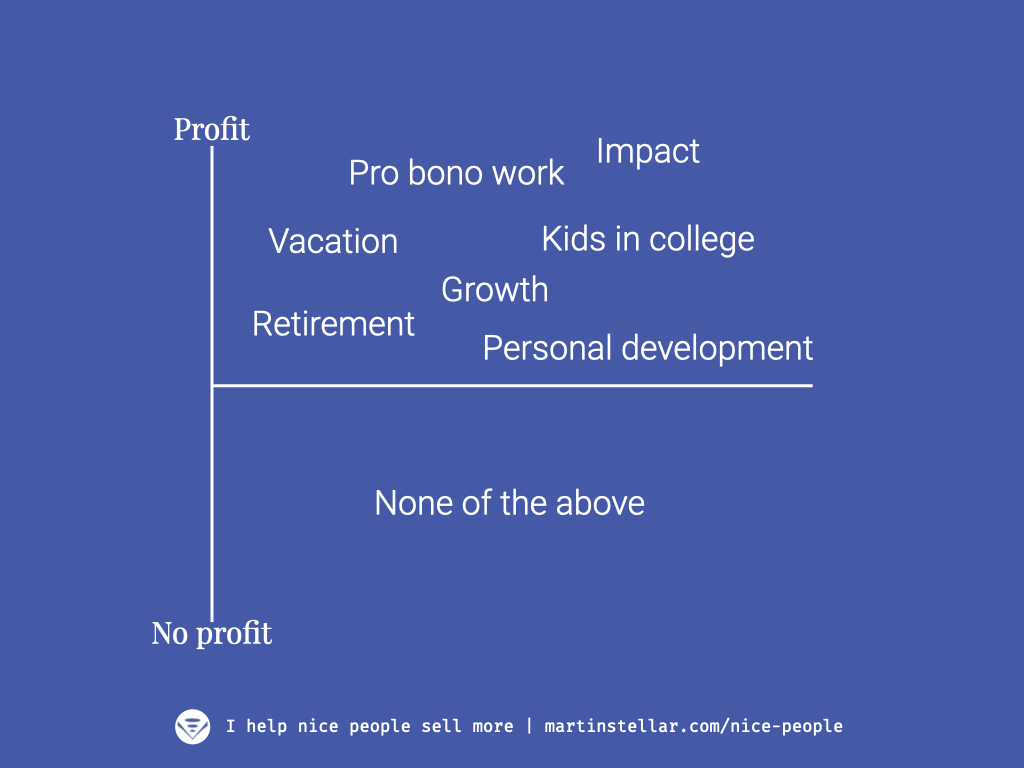 Profit
Impact
Pro bono work
Vacation
Kids in college
Growth
Retirement
Personal development
None of the above
No profit
I help nice people sell more | martinstellar.com/nice-people